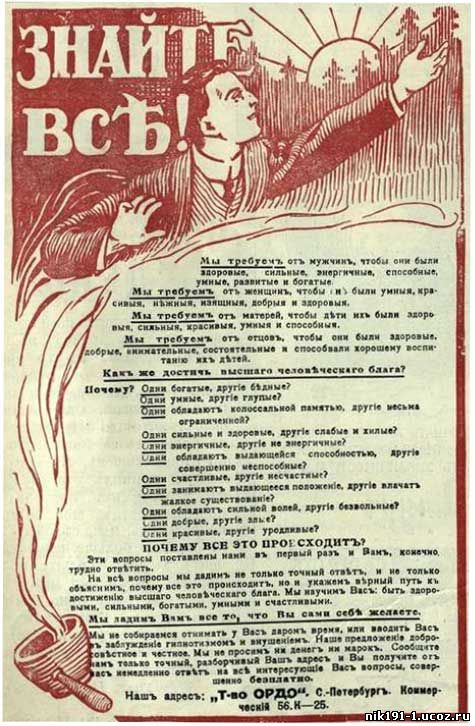 ЗНАЙТЕ
ВСѢ!
Мы требуемъ отъ мужчинъ, чтобы они были
здоровые, сильные, энергичные, способные,
умные, развитые и богатые.
Мы требуемъ отъ женщинъ, чтобы они были умныя, кра-
сивыя, нѣжныя, изящныя, добрыя и здоровыя.
Мы требуемъ отъ матерей, чтобы дѣти ихъ были здоро-
выя, сильныя, красивыя, умныя и способныя.
Мы требуемъ отъ отцовъ, чтобы они были здоровые,
добрые, внимательные, состоятельные и способвали хорошему воспи-
танію ихъ дѣтей.
Какъ же достичь высшаго человѣческаго блага?
Почему? Одни богатые, другіе бѣдные?
Одни умные, другіе глупые?
Одни обладаютъ колоссальной памятью, другіе весьма
ограниченной?
Одни сильные и здоровые, другіе слабые и хилые?
Одни энергичные, другіе не энергичные?
Одни обладаютъ выдающейся способностью, другіе
совершенно неспособные?
Одни счастливые, другіе несчастные?
Одни занимаютъ выдающееся положеніе, другіе влачатъ
жалкое существованіе?
Одни обладаютъ сильной волей, другіе безвольные?
Одни добрые, другіе злые?
Одни красивые, другіе уродливые?
ПОЧЕМУ ВСЕ ЭТО ПРОИСХОДИТЪ?
Эти вопросы поставлены нами въ первый разъ и Вамъ, конечно,
трудно отвѣтить.
На всѣ вопросы мы дадимъ не только точный отвѣтъ, и не только
объяснимъ, почему все это происходитъ, но и укажем вѣрный путь къ
достиженію высшаго человѣческаго блага. Мы научимъ Васъ: быть здоро-
выми, сильными, богатыми, умными и счастливыми.
Мы дадимъ Вамъ все то, что Вы сами себѣ желаете.
Мы не собираемся отнимать у Васъ даромъ время, или вводить Васъ
въ заблужденіе гипнотизмомъ и внушеніемъ. Наше предложеніе добро-
совѣстное и честное. Мы не просимъ ни денегъ ни марокъ. Сообщите
намъ только точный, разборчивый Вашъ адресъ и Вы получите отъ
насъ немедленно отвѣтъ на всѣ интересующіе Васъ вопросы, совер-
шенно безплатно.
Нашъ адресъ: „Т-во ОРДО“. С.-Петербургъ. Коммер-
ческій 56. К—25.
nik191-1.ucoz.ru